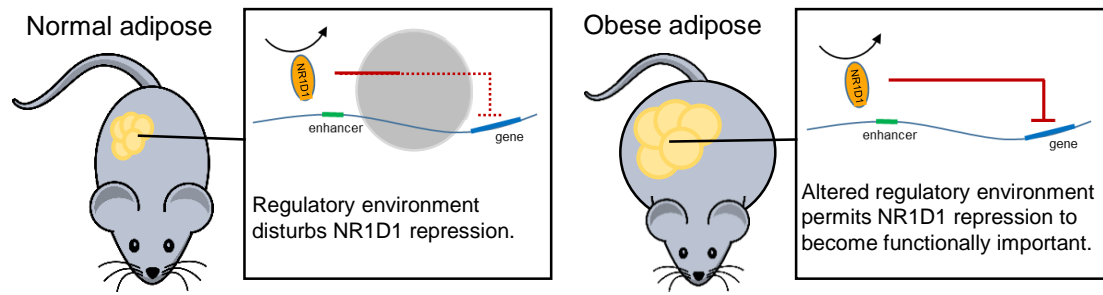 Normal adipose
NR1D1
enhancer
gene
Regulatory environment
disturbs NR1D1 repression.
Obese adipose
NR1D1
enhancer
gene
Altered regulatory environment
permits NR1D1 repression to
become functionally important.